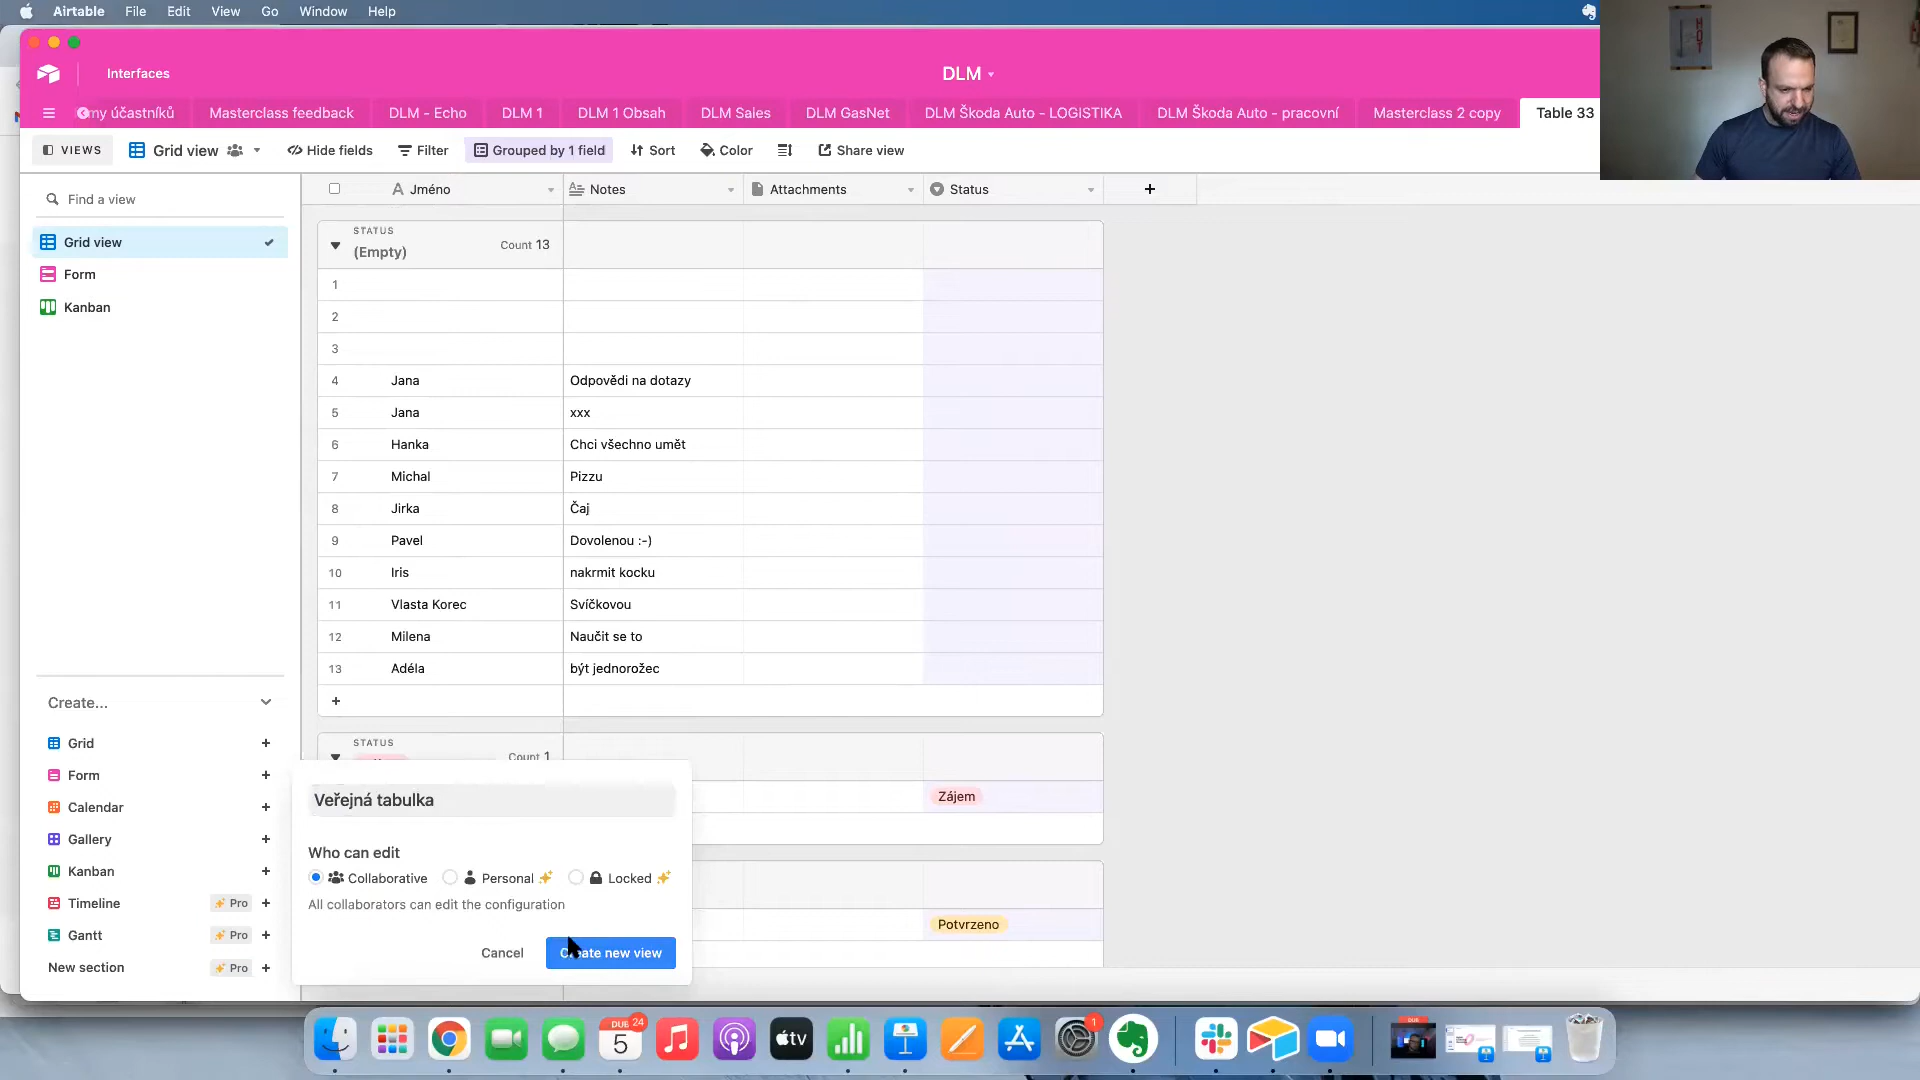 Airtable File Edit View Go Window Help
Interfaces
DLM
my účastníků Masterclass feedback DLM - Echo DLM 1 DLM 1 Obsah DLM Sales DLM GasNet DLM Škoda Auto - LOGISTIKA DLM Škoda Auto - pracovní Masterclass 2 copy Table 33
VIEWS Grid view Hide fields Filter Grouped by 1 field Sort Color Share view
Find a view
Grid view
Form
Kanban
Jméno Notes Attachments Status
STATUS
(Empty) Count 13
1
2
3
4 Jana Odpovědi na dotazy
5 Jana xxx
6 Hanka Chci všechno umět
7 Michal Pizzu
8 Jirka Čaj
9 Pavel Dovolenou :-)
10 Iris nakrmit kocku
11 Vlasta Korec Svíčkovou
12 Milena Naučit se to
13 Adéla být jednorožec
+
STATUS
Count 1
Zájem
Potvrzeno
Create...
Grid +
Form +
Calendar +
Gallery +
Kanban +
Timeline Pro +
Gantt Pro +
New section Pro +
Veřejná tabulka
Who can edit
Collaborative Personal Locked
All collaborators can edit the configuration
Cancel Create new view
DUB 24
5
tv
1